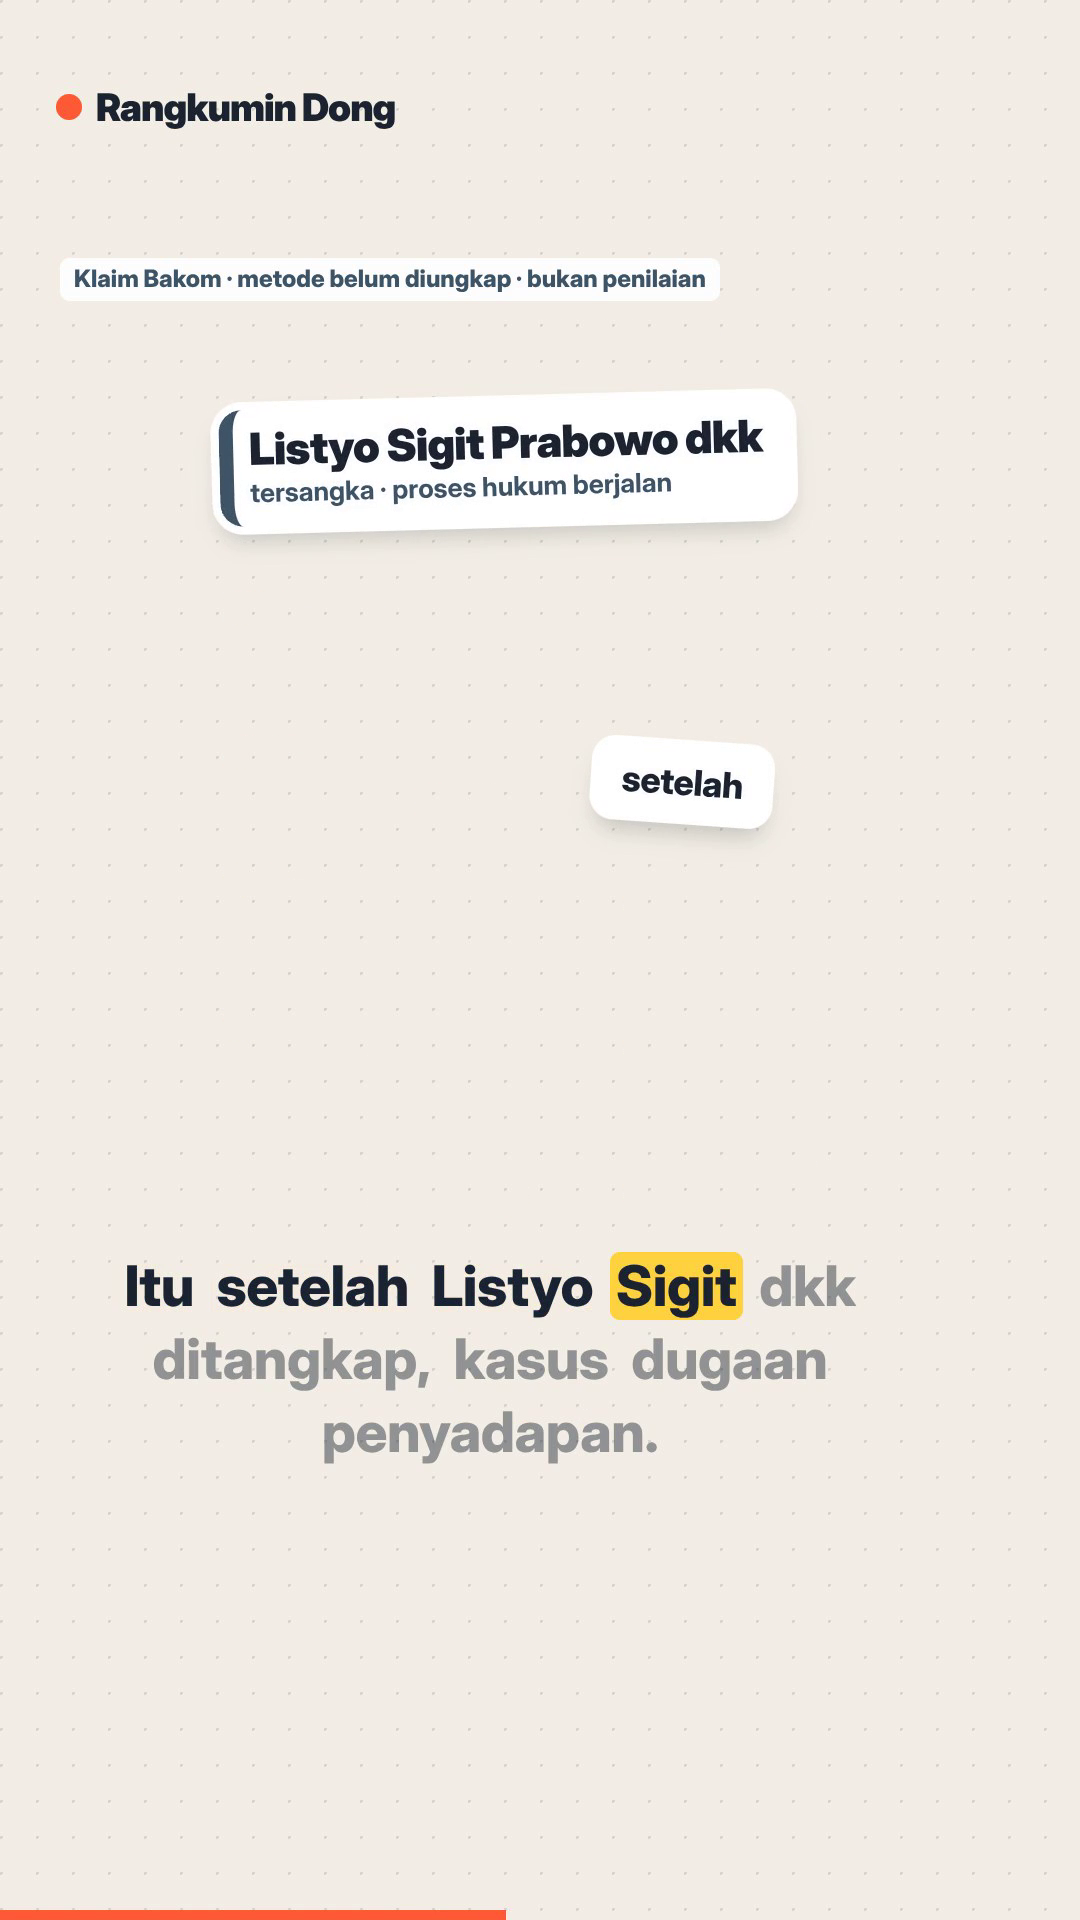 Rangkumin Dong
Klaim Bakom · metode belum diungkap · bukan penilaian
Listyo Sigit Prabowo dkk
tersangka · proses hukum berjalan
setelah
Itu setelah Listyo Sigit dkk
ditangkap, kasus dugaan
penyadapan.